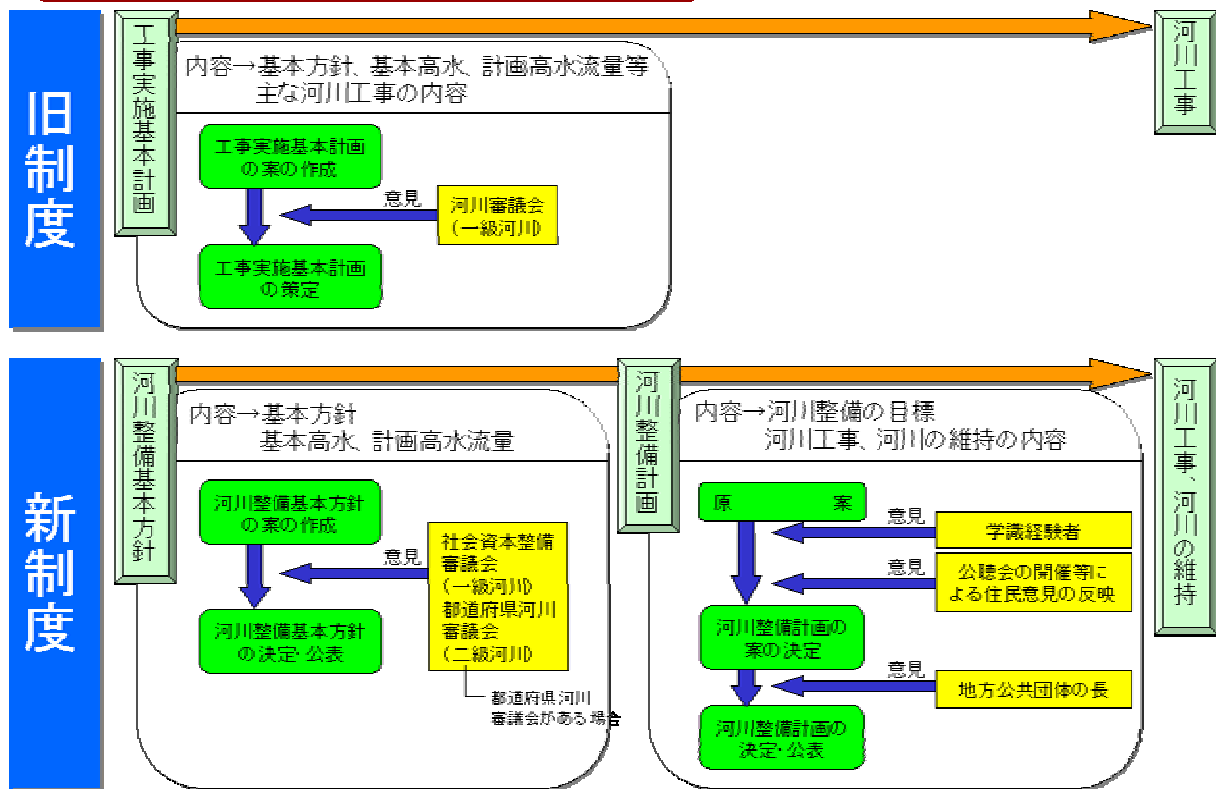 旧制度
工事実施基本計画
内容→基本方針、基本高水、計画高水流量等
主な河川工事の内容
工事実施基本計画
の案の作成
意見
河川審議会
(一級河川)
工事実施基本計画
の策定
河川工事
新制度
河川整備基本方針
内容→基本方針
基本高水、計画高水流量
河川整備基本方針
の案の作成
意見
社会資本整備
審議会
(一級河川)
都道府県河川
審議会
(二級河川)
都道府県河川
審議会がある場合
河川整備基本方針
の決定・公表
河川整備計画
内容→河川整備の目標
河川工事、河川の維持の内容
原 案
意見
学識経験者
意見
公聴会の開催等に
よる住民意見の反映
河川整備計画の
案の決定
意見
地方公共団体の長
河川整備計画の
決定・公表
河川工事、河川の維持